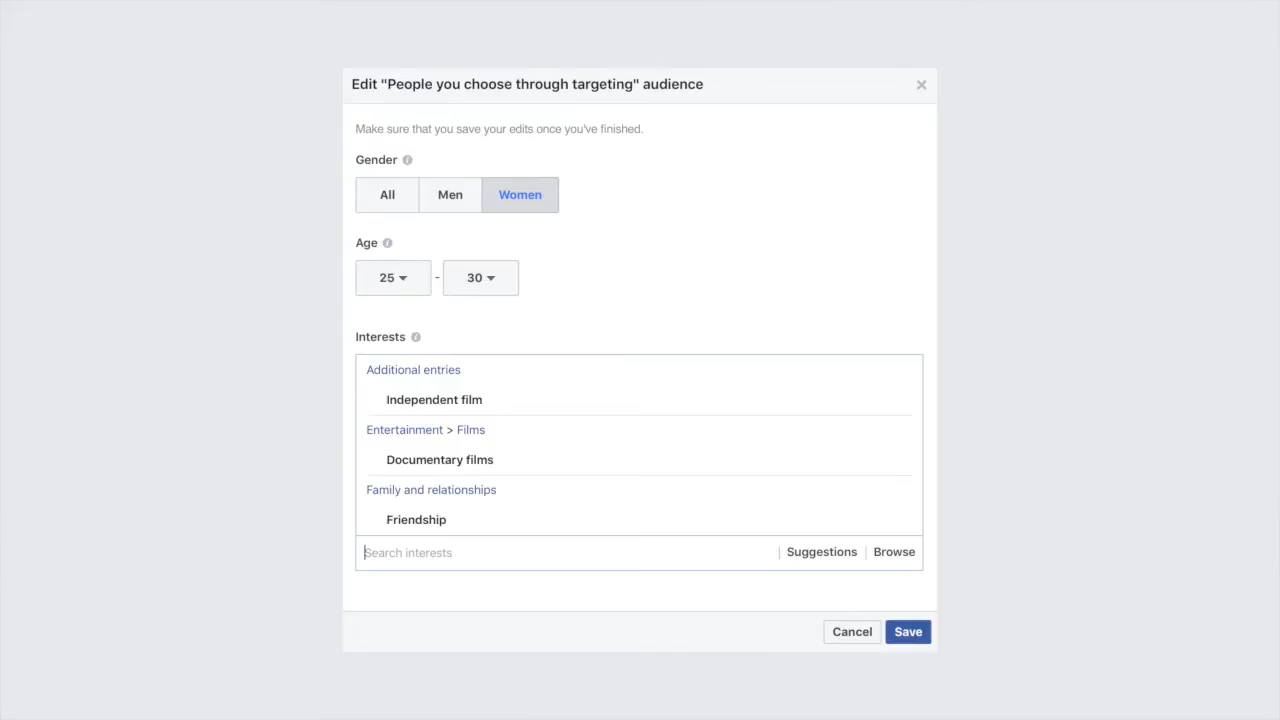 Edit "People you choose through targeting" audience
Make sure that you save your edits once you've finished.
Gender
All Men Women
Age
25 - 30
Interests
Additional entries
Independent film
Entertainment > Films
Documentary films
Family and relationships
Friendship
Search interests | Suggestions | Browse
Cancel Save